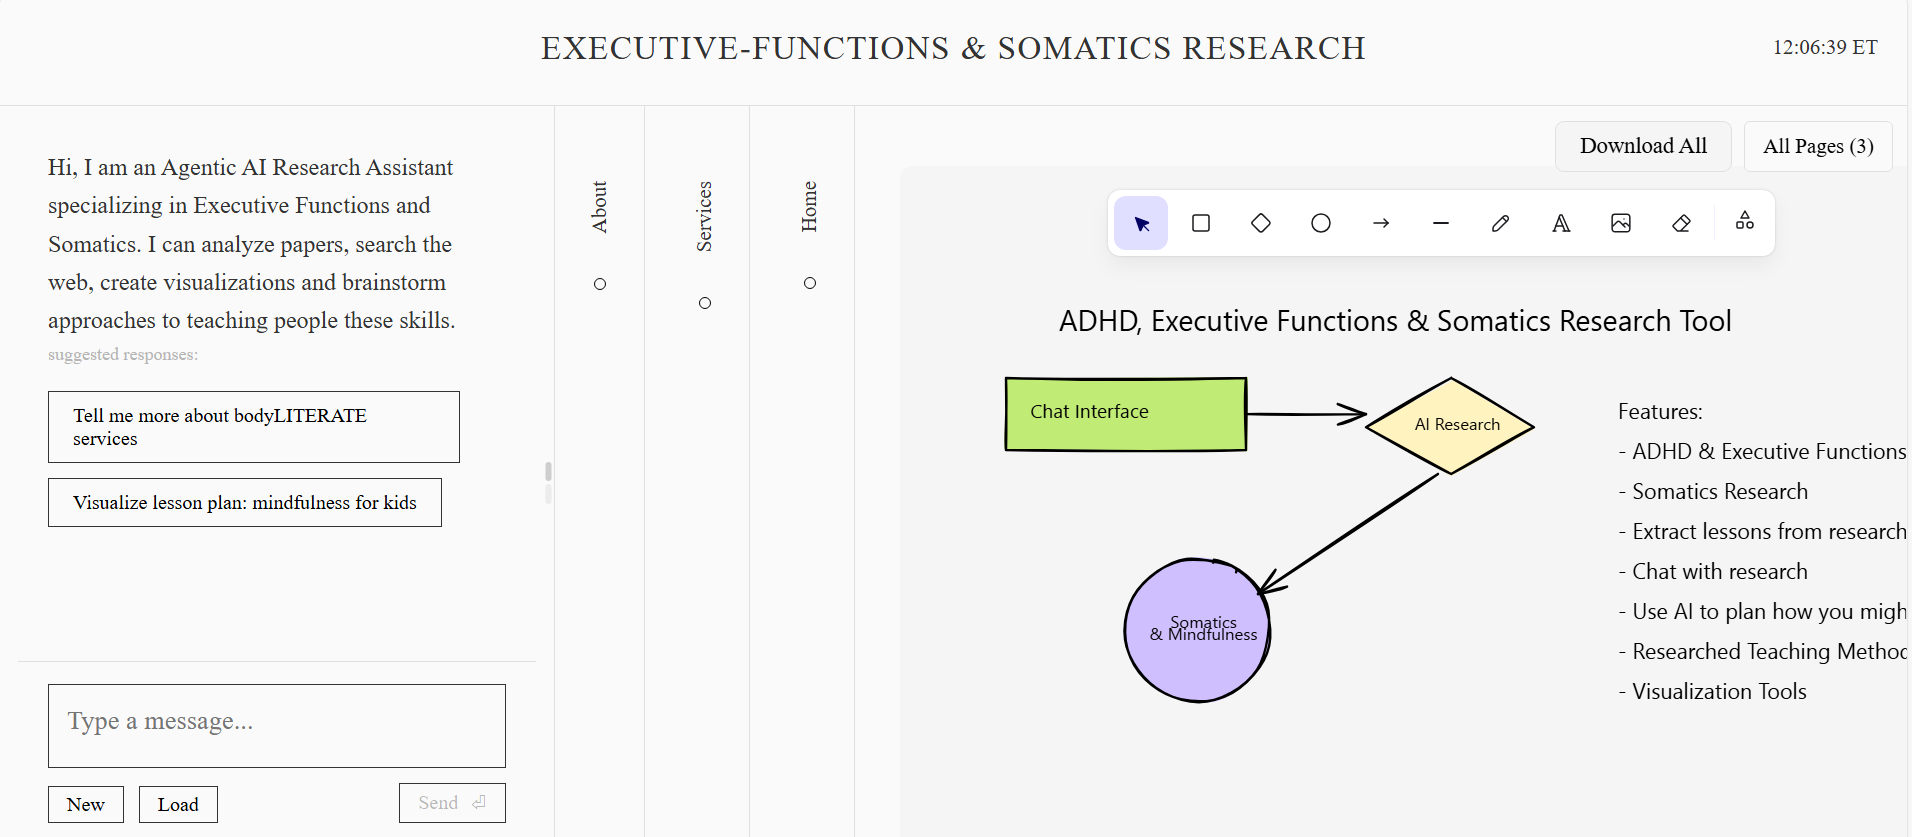 EXECUTIVE-FUNCTIONS & SOMATICS RESEARCH
12:06:39 ET
Hi, I am an Agentic AI Research Assistant
specializing in Executive Functions and
Somatics. I can analyze papers, search the
web, create visualizations and brainstorm
approaches to teaching people these skills.
suggested responses:
Tell me more about bodyLITERATE
services
Visualize lesson plan: mindfulness for kids
Type a message...
New
Load
Send
About
Services
Home
Download All
All Pages (3)
ADHD, Executive Functions & Somatics Research Tool
Chat Interface
AI Research
Somatics
& Mindfulness
Features:
- ADHD & Executive Functions
- Somatics Research
- Extract lessons from research
- Chat with research
- Use AI to plan how you migh
- Researched Teaching Method
- Visualization Tools